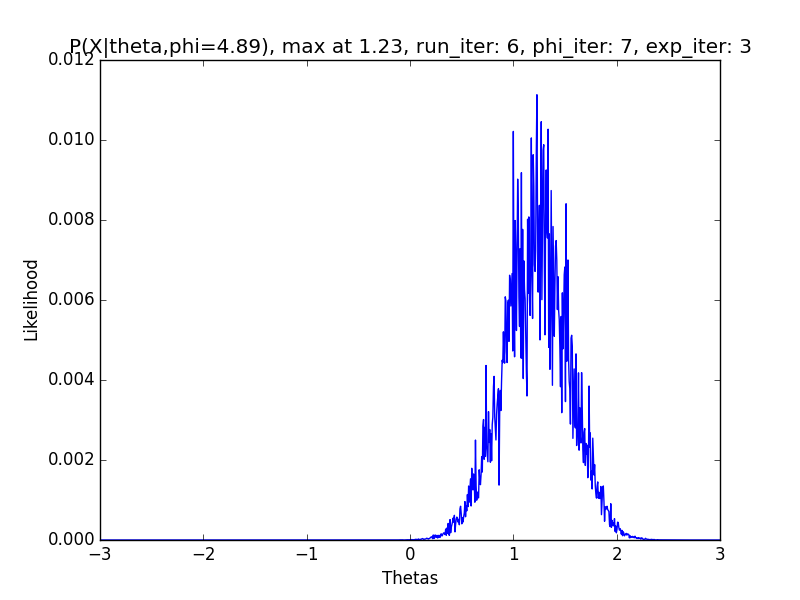 P(X|theta,phi=4.89), max at 1.23, run_iter: 6, phi_iter: 7, exp_iter: 3
0.012
0.010
0.008
0.006
0.004
0.002
0.000
Likelihood
−3 −2 −1 0 1 2 3
Thetas